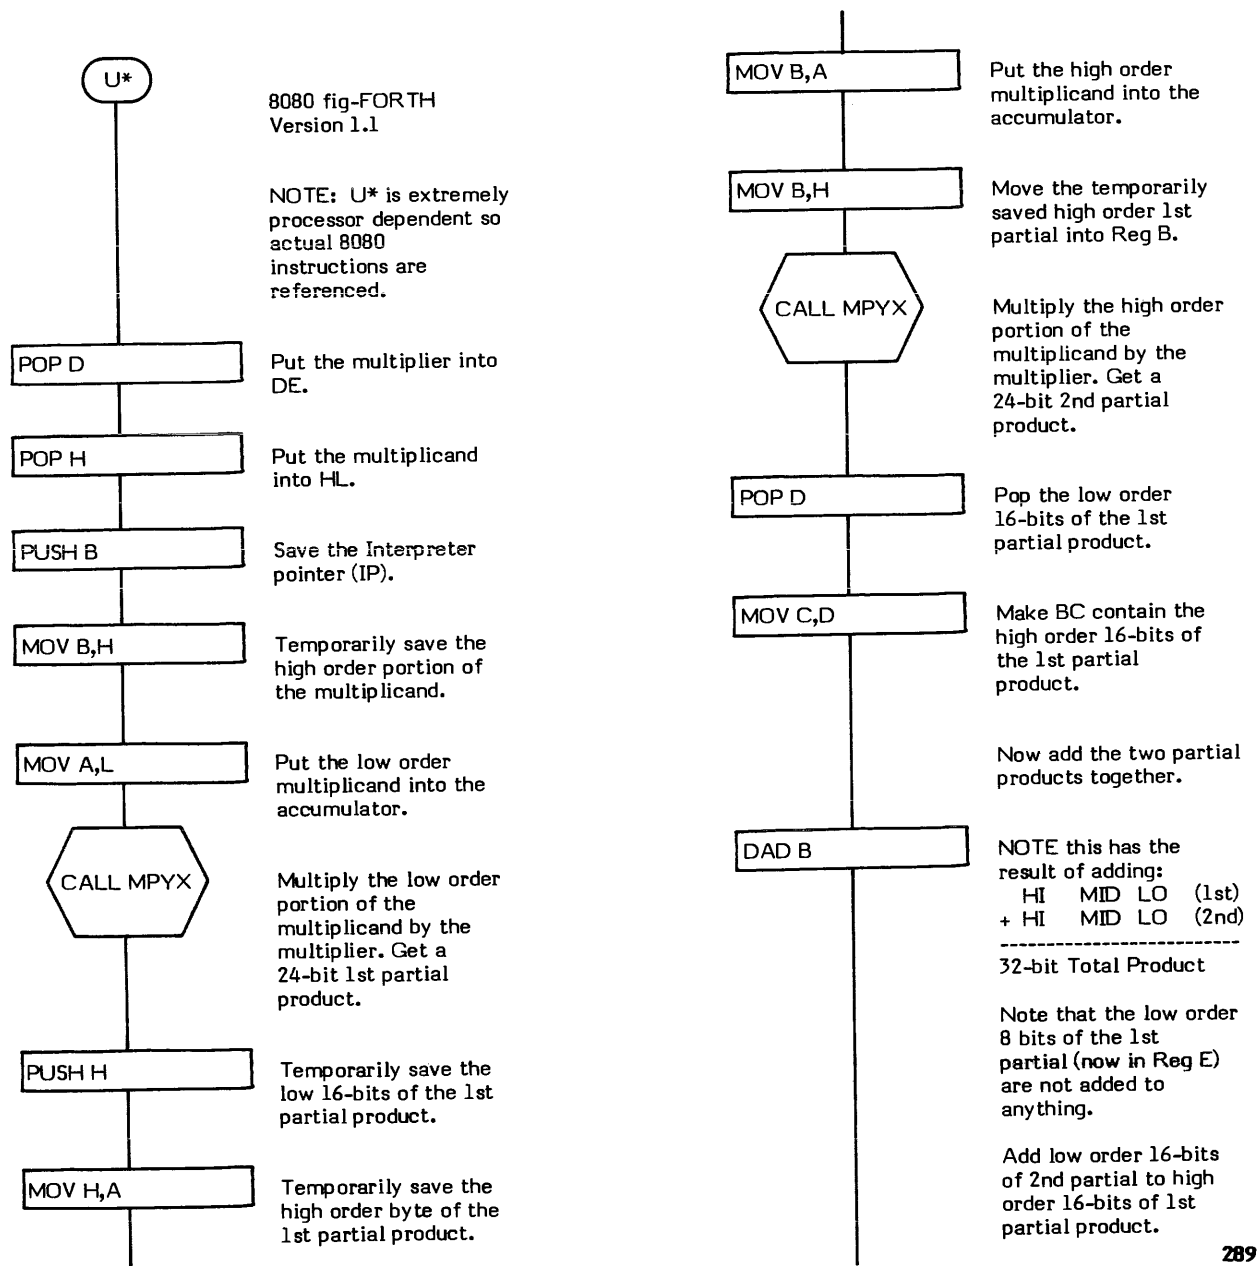 U*
8080 fig-FORTH
Version 1.1
NOTE: U* is extremely
processor dependent so
actual 8080
instructions are
referenced.
POP D
Put the multiplier into
DE.
POP H
Put the multiplicand
into HL.
PUSH B
Save the Interpreter
pointer (IP).
MOV B,H
Temporarily save the
high order portion of
the multiplicand.
MOV A,L
Put the low order
multiplicand into the
accumulator.
CALL MPYX
Multiply the low order
portion of the
multiplicand by the
multiplier. Get a
24-bit 1st partial
product.
PUSH H
Temporarily save the
low 16-bits of the 1st
partial product.
MOV H,A
Temporarily save the
high order byte of the
1st partial product.
MOV B,A
Put the high order
multiplicand into the
accumulator.
MOV B,H
Move the temporarily
saved high order 1st
partial into Reg B.
CALL MPYX
Multiply the high order
portion of the
multiplicand by the
multiplier. Get a
24-bit 2nd partial
product.
POP D
Pop the low order
16-bits of the 1st
partial product.
MOV C,D
Make BC contain the
high order 16-bits of
the 1st partial
product.
Now add the two partial
products together.
DAD B
NOTE this has the
result of adding:
HI MID LO (1st)
+ HI MID LO (2nd)
--------------------------
32-bit Total Product
Note that the low order
8 bits of the 1st
partial (now in Reg E)
are not added to
anything.
Add low order 16-bits
of 2nd partial to high
order 16-bits of 1st
partial product.
289